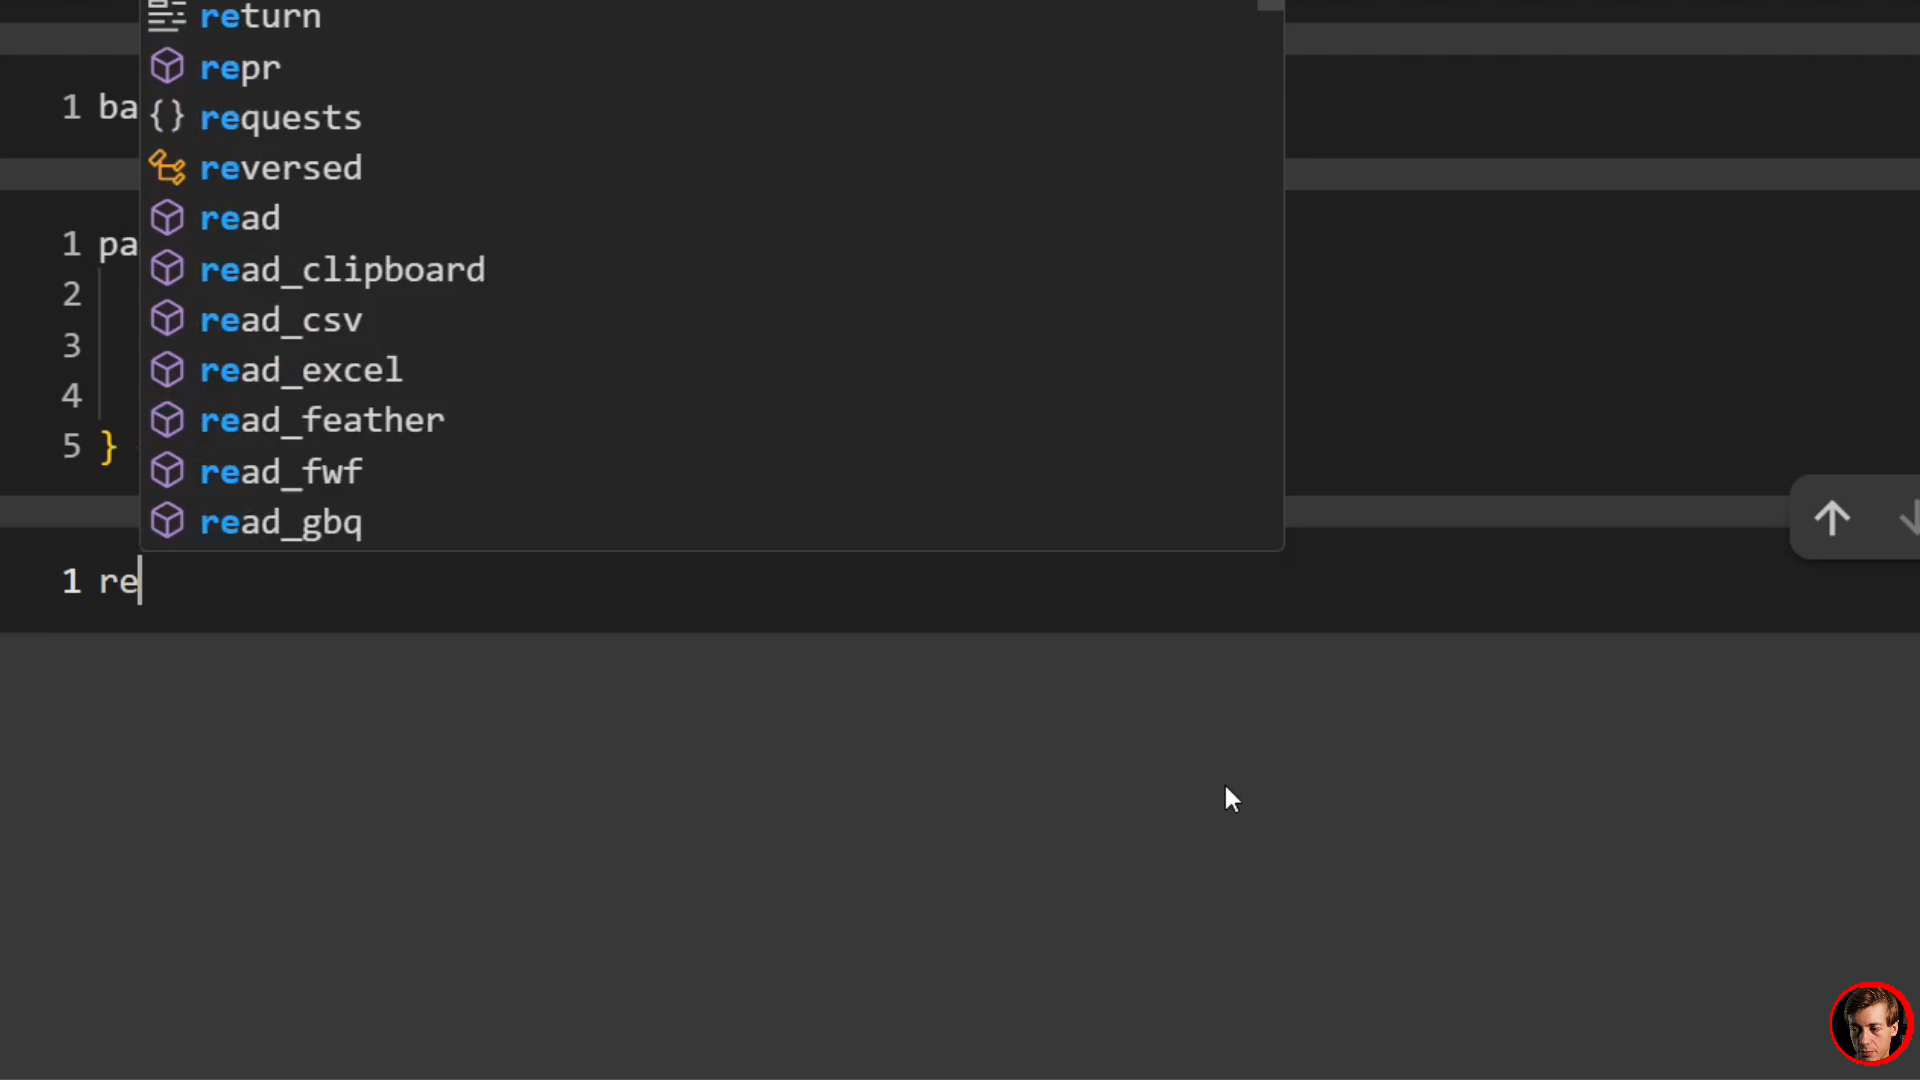 return
repr
1 ba
requests
reversed
read
1 pa
read_clipboard
2
read_csv
3
read_excel
4
read_feather
5 }
read_fwf
read_gbq
1 re